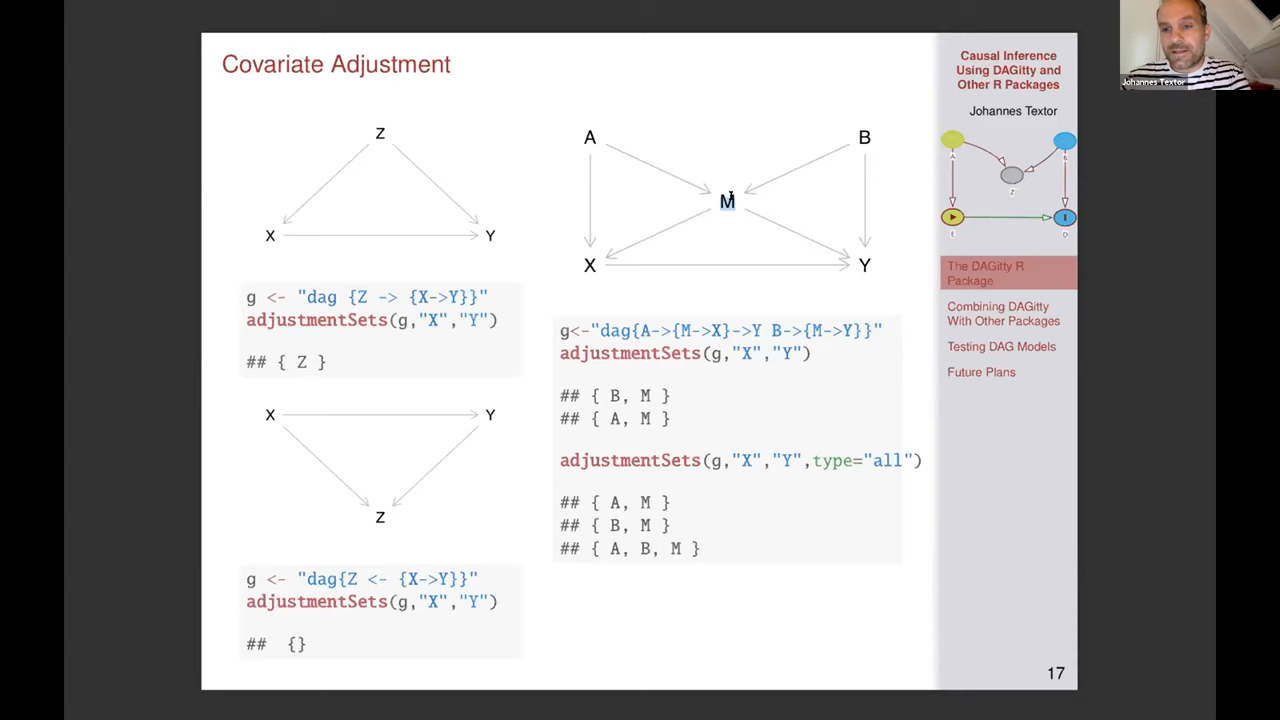 Covariate Adjustment
Z
X
Y
g <- "dag {Z -> {X->Y}}"
adjustmentSets(g,"X","Y")
## { Z }
X
Y
Z
g <- "dag{Z <- {X->Y}}"
adjustmentSets(g,"X","Y")
## {}
A
B
M
X
Y
g<-"dag{A->{M->X}->Y B->{M->Y}}"
adjustmentSets(g,"X","Y")
## { B, M }
## { A, M }
adjustmentSets(g,"X","Y",type="all")
## { A, M }
## { B, M }
## { A, B, M }
Causal Inference
Using DAGitty and
Other R Packages
Johannes Textor
A
B
Z
E
D
The DAGitty R
Package
Combining DAGitty
With Other Packages
Testing DAG Models
Future Plans
17
Johannes Textor